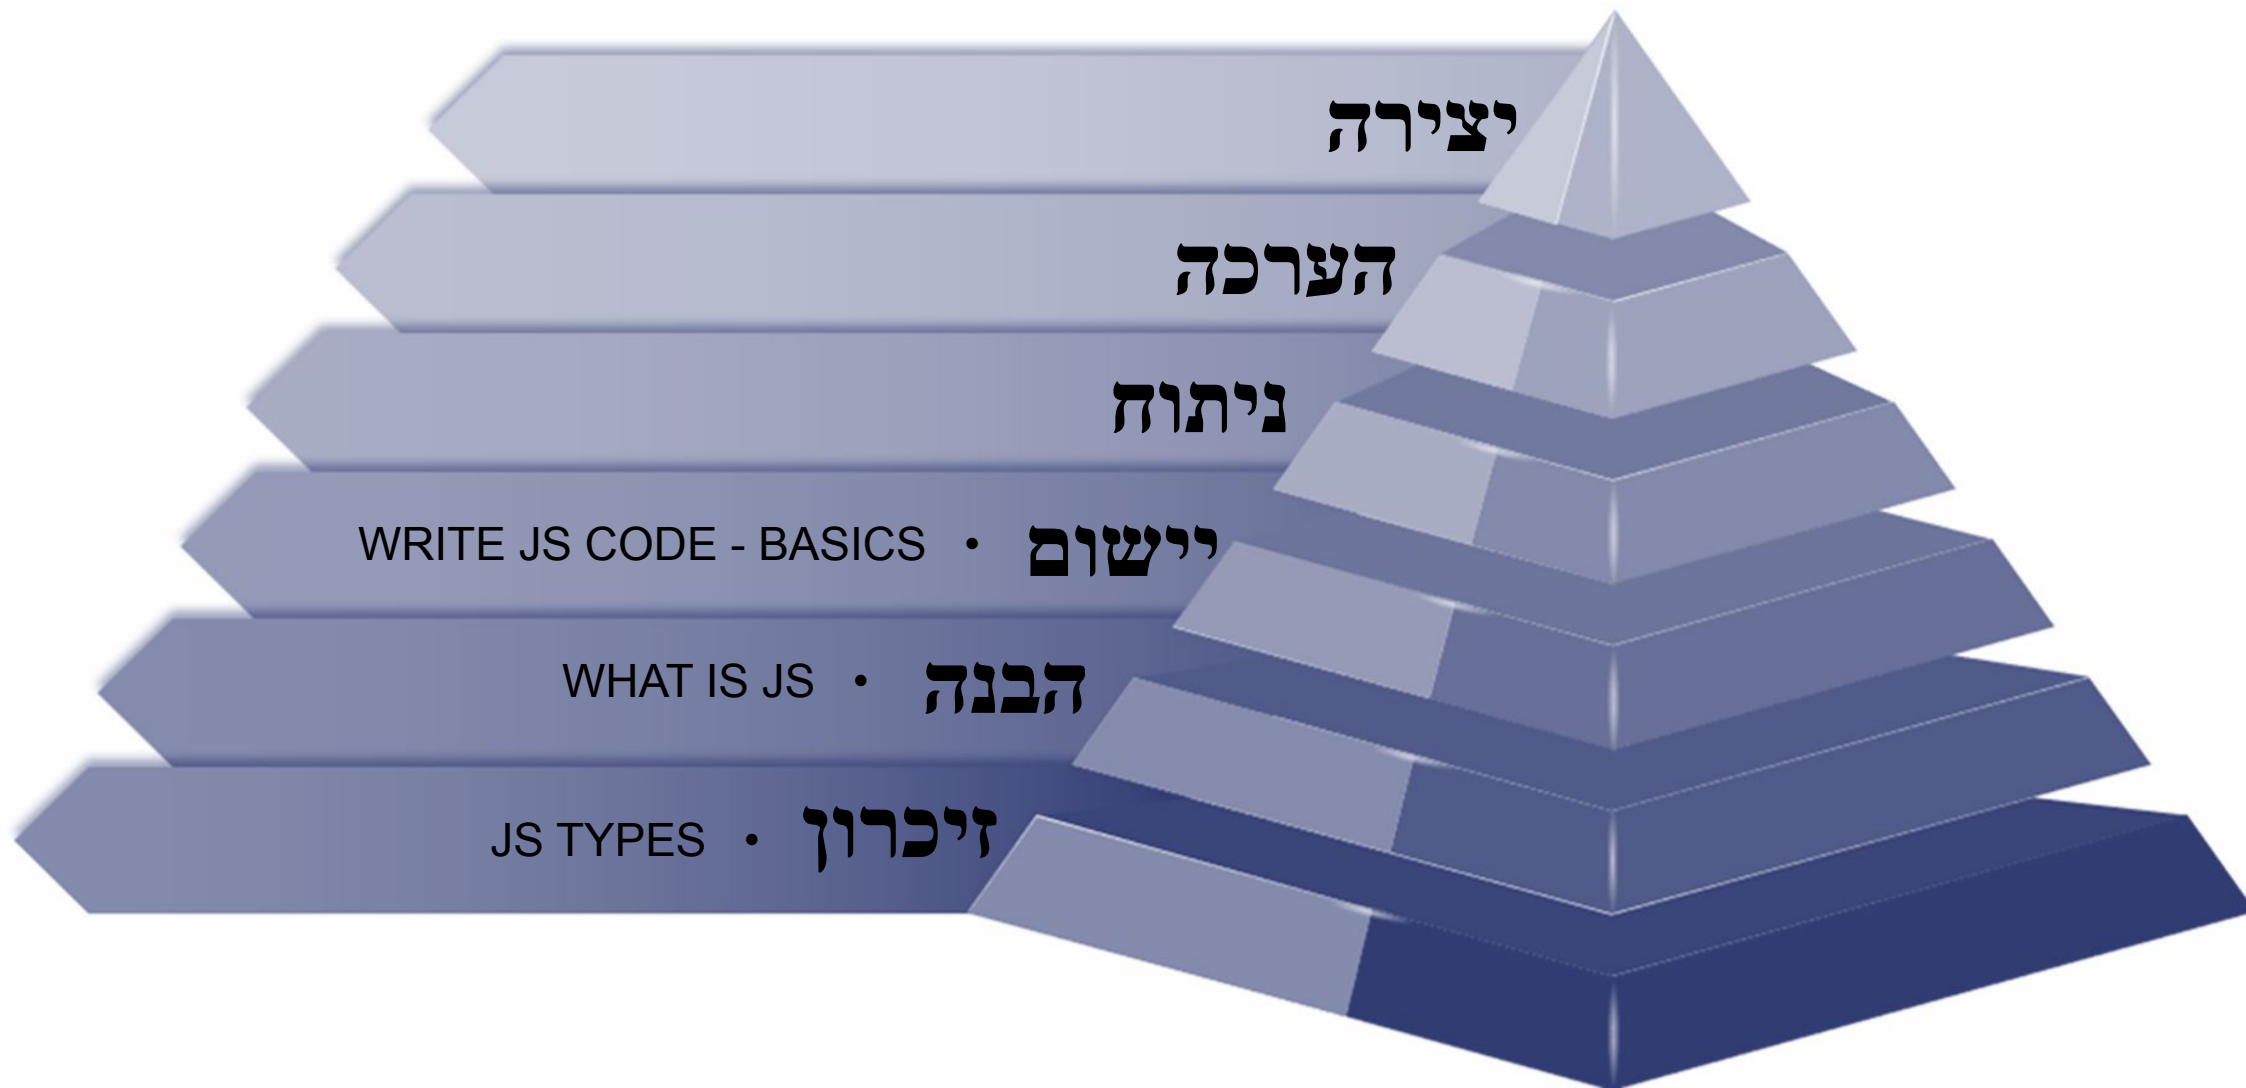 יצירה
הערכה
ניתוח
יישום • WRITE JS CODE - BASICS
הבנה • WHAT IS JS
זיכרון • JS TYPES